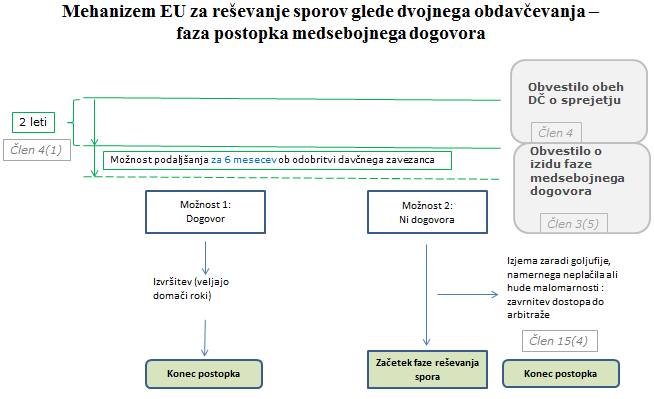 Mehanizem EU za reševanje sporov glede dvojnega obdavčevanja –
faza postopka medsebojnega dogovora
Obvestilo obeh
DČ o sprejetju
Člen 4
2 leti
Člen 4(1)
Možnost podaljšanja za 6 mesecev ob odobritvi davčnega zavezanca
Obvestilo o
izidu faze
medsebojnega
dogovora
Člen 3(5)
Možnost 1:
Dogovor
Možnost 2:
Ni dogovora
Izvršitev (veljajo
domači roki)
Izjema zaradi goljufije,
namernega neplačila ali
hude malomarnosti :
zavrnitev dostopa do
arbitraže
Člen 15(4)
Konec postopka
Začetek faze reševanja
spora
Konec postopka